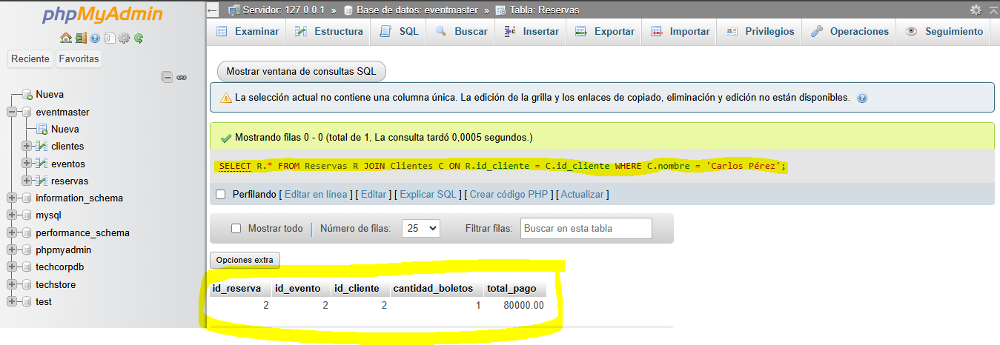 phpMyAdmin
Reciente Favoritas
Nueva
eventmaster
Nueva
clientes
eventos
reservas
information_schema
mysql
performance_schema
phpmyadmin
techcorpdb
techstore
test
Servidor: 127.0.0.1 » Base de datos: eventmaster » Tabla: Reservas
Examinar Estructura SQL Buscar Insertar Exportar Importar Privilegios Operaciones Seguimiento
Mostrar ventana de consultas SQL
La selección actual no contiene una columna única. La edición de la grilla y los enlaces de copiado, eliminación y edición no están disponibles.
Mostrando filas 0 - 0 (total de 1, La consulta tardó 0,0005 segundos.)
SELECT R.* FROM Reservas R JOIN Clientes C ON R.id_cliente = C.id_cliente WHERE C.nombre = 'Carlos Pérez';
Perfilando [ Editar en línea ] [ Editar ] [ Explicar SQL ] [ Crear código PHP ] [ Actualizar ]
Mostrar todo Número de filas: 25 Filtrar filas: Buscar en esta tabla
Opciones extra
id_reserva id_evento id_cliente cantidad_boletos total_pago
2 2 2 1 80000.00